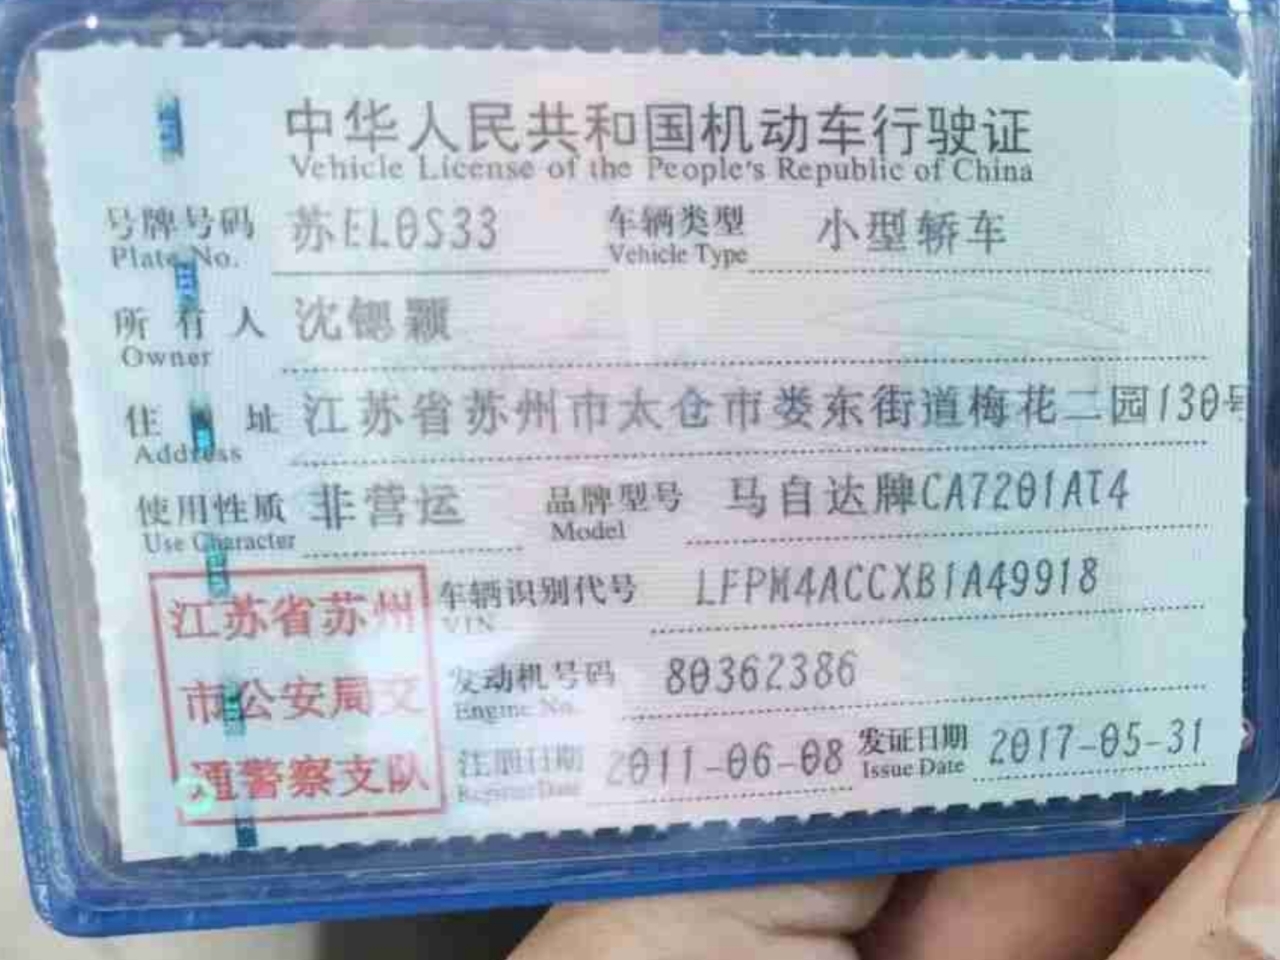 中华人民共和国机动车行驶证
Vehicle License of the People's Republic of China
号牌号码 苏EL0S33 车辆类型 小型轿车
Plate No. Vehicle Type
所有人 沈锶颖
Owner
住址 江苏省苏州市太仓市娄东街道梅花二园130号
Address
使用性质 非营运 品牌型号 马自达牌CA7201AT4
Use Character Model
车辆识别代号 LFPM4ACCXB1A49918
VIN
发动机号码 80362386
Engine No.
注册日期 2011-06-08 发证日期 2017-05-31
Register Date Issue Date
江苏省苏州
市公安局交
通警察支队